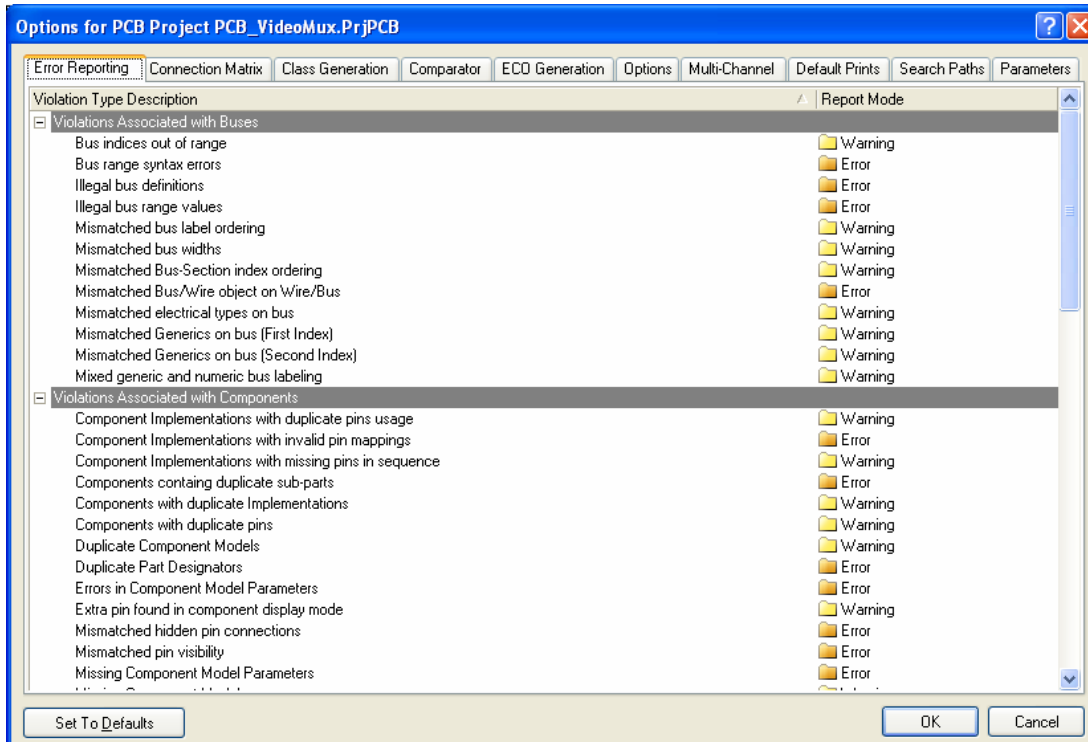 Options for PCB Project PCB_VideoMux.PrjPCB
Error Reporting Connection Matrix Class Generation Comparator ECO Generation Options Multi-Channel Default Prints Search Paths Parameters
Violation Type Description Report Mode
Violations Associated with Buses
Bus indices out of range Warning
Bus range syntax errors Error
Illegal bus definitions Error
Illegal bus range values Error
Mismatched bus label ordering Warning
Mismatched bus widths Warning
Mismatched Bus-Section index ordering Warning
Mismatched Bus/Wire object on Wire/Bus Error
Mismatched electrical types on bus Warning
Mismatched Generics on bus (First Index) Warning
Mismatched Generics on bus (Second Index) Warning
Mixed generic and numeric bus labeling Warning
Violations Associated with Components
Component Implementations with duplicate pins usage Warning
Component Implementations with invalid pin mappings Error
Component Implementations with missing pins in sequence Warning
Components containg duplicate sub-parts Error
Components with duplicate Implementations Warning
Components with duplicate pins Warning
Duplicate Component Models Warning
Duplicate Part Designators Error
Errors in Component Model Parameters Error
Extra pin found in component display mode Warning
Mismatched hidden pin connections Error
Mismatched pin visibility Error
Missing Component Model Parameters Error
Set To Defaults OK Cancel